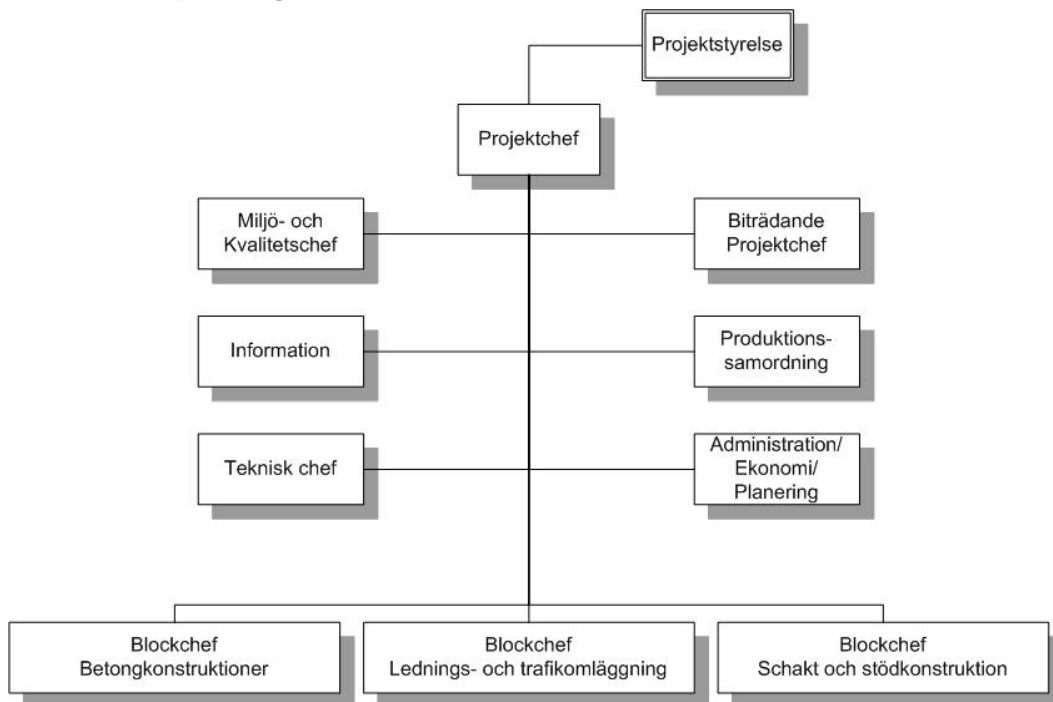 Projektstyrelse
Projektchef
Miljö- och
Kvalitetschef
Biträdande
Projektchef
Information
Produktions-
samordning
Teknisk chef
Administration/
Ekonomi/
Planering
Blockchef
Betongkonstruktioner
Blockchef
Lednings- och trafikomläggning
Blockchef
Schakt och stödkonstruktion